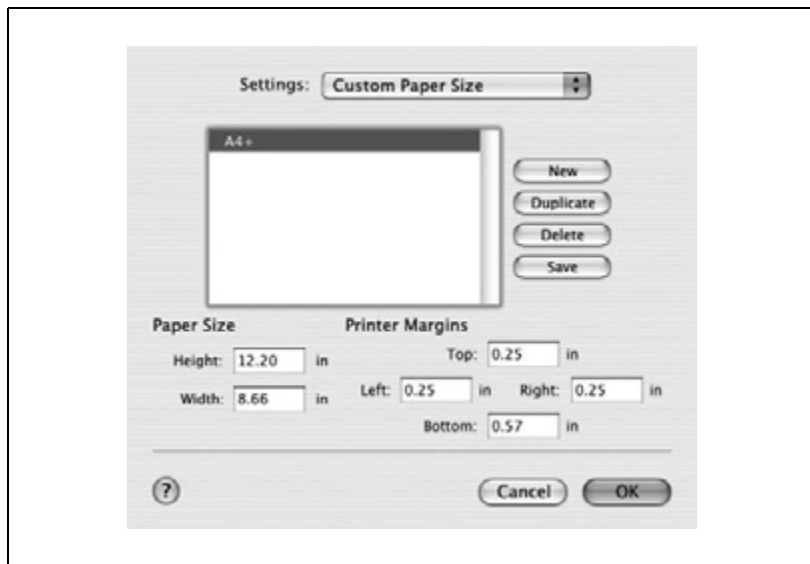 Settings: Custom Paper Size
A4+
New
Duplicate
Delete
Save
Paper Size
Printer Margins
Height: 12.20 in
Top: 0.25 in
Width: 8.66 in
Left: 0.25 in Right: 0.25 in
Bottom: 0.57 in
? Cancel OK